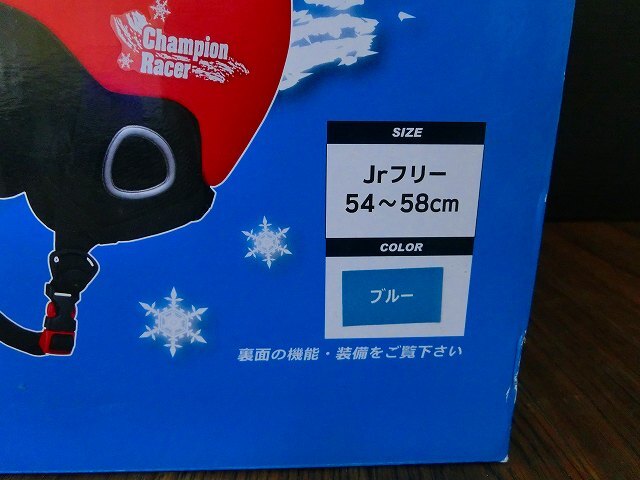 Champion
Racer
SIZE
Jrフリー
54～58cm
COLOR
ブルー
裏面の機能・装備をご覧下さい